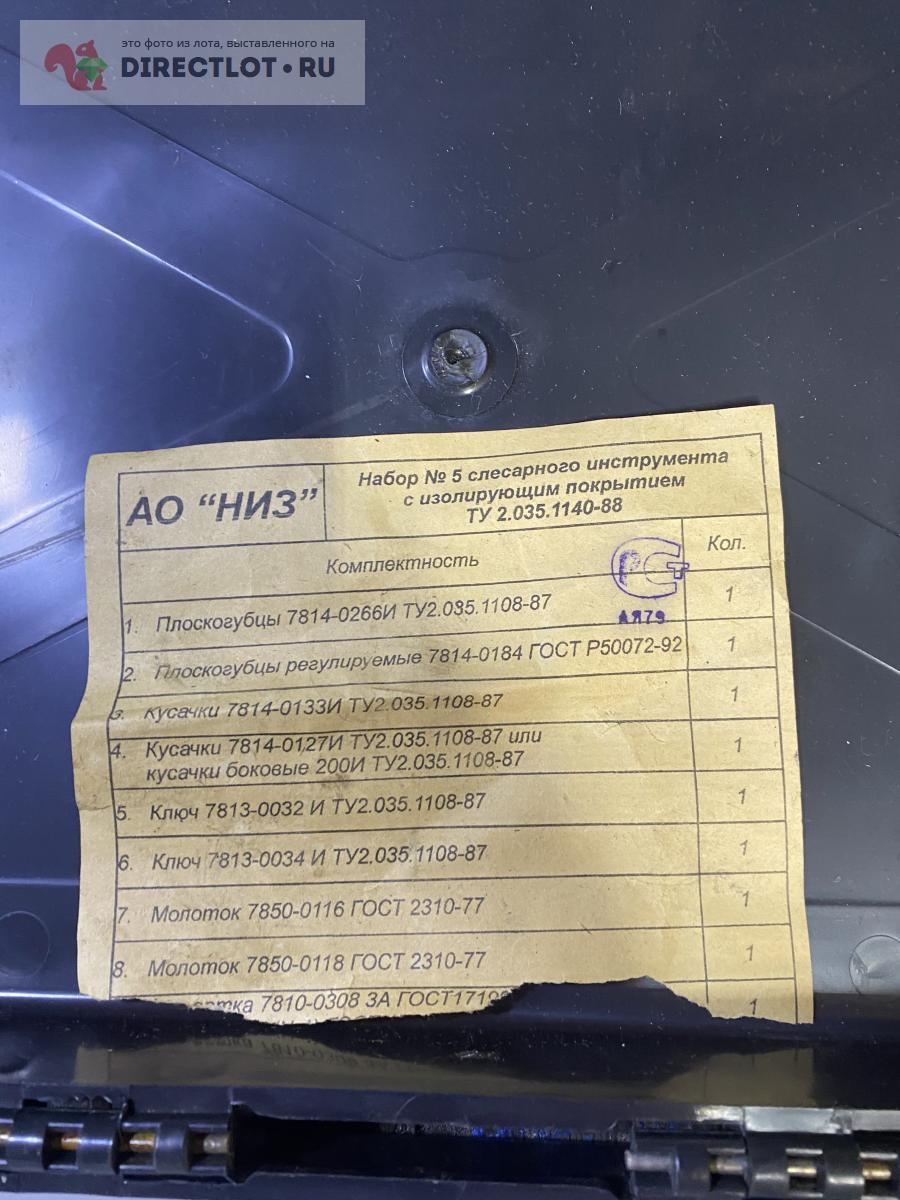 это фото из лота, выставленного на
DIRECTLOT • RU
АО “НИЗ”
Набор № 5 слесарного инструмента
с изолирующим покрытием
ТУ 2.035.1140-88
Комплектность
Кол.
РСТ
АЯ79
1. Плоскогубцы 7814-0266И ТУ2.035.1108-87 1
2. Плоскогубцы регулируемые 7814-0184 ГОСТ Р50072-92 1
3. Кусачки 7814-0133И ТУ2.035.1108-87 1
4. Кусачки 7814-0127И ТУ2.035.1108-87 или
кусачки боковые 200И ТУ2.035.1108-87 1
5. Ключ 7813-0032 И ТУ2.035.1108-87 1
6. Ключ 7813-0034 И ТУ2.035.1108-87 1
7. Молоток 7850-0116 ГОСТ 2310-77 1
8. Молоток 7850-0118 ГОСТ 2310-77 1
7810-0308 3А 1